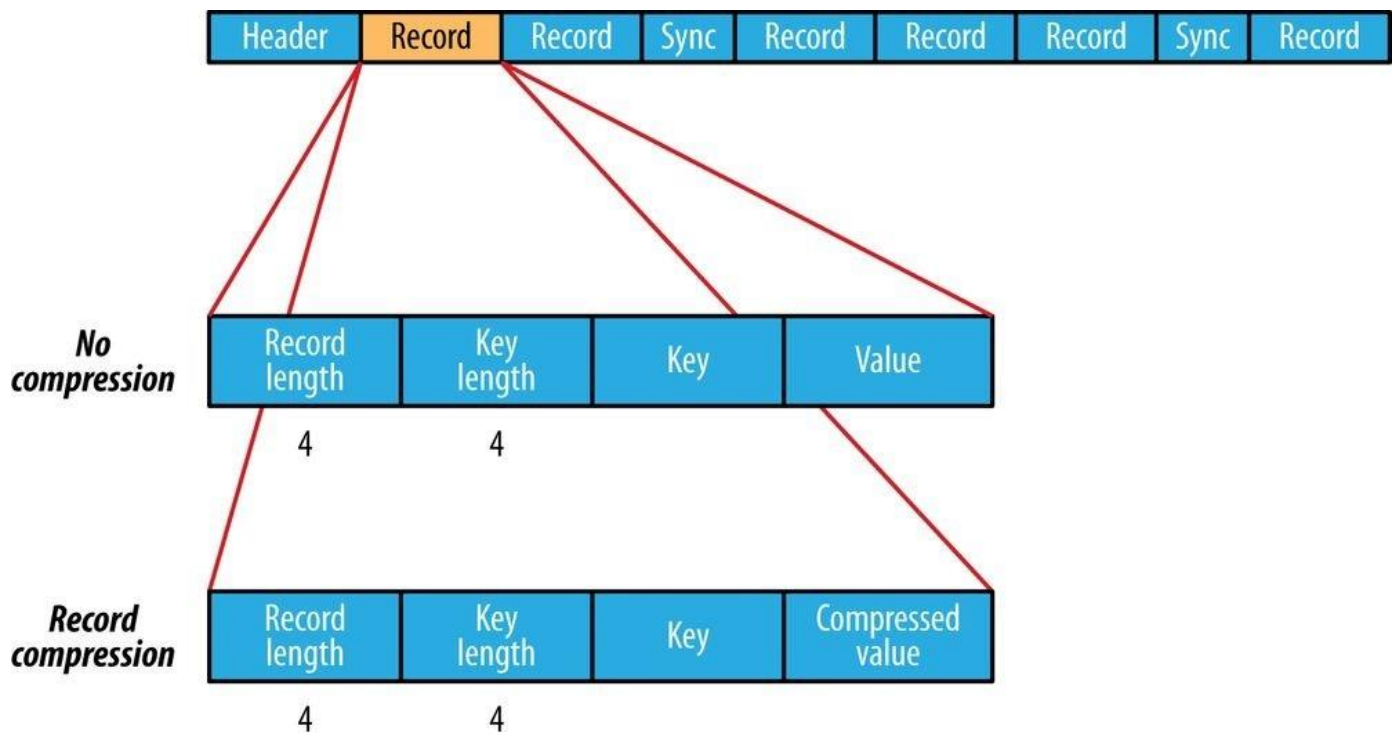 Header Record Record Sync Record Record Record Sync Record
No
compression
Record
length
Key
length
Key
Value
4 4
Record
compression
Record
length
Key
length
Key
Compressed
value
4 4